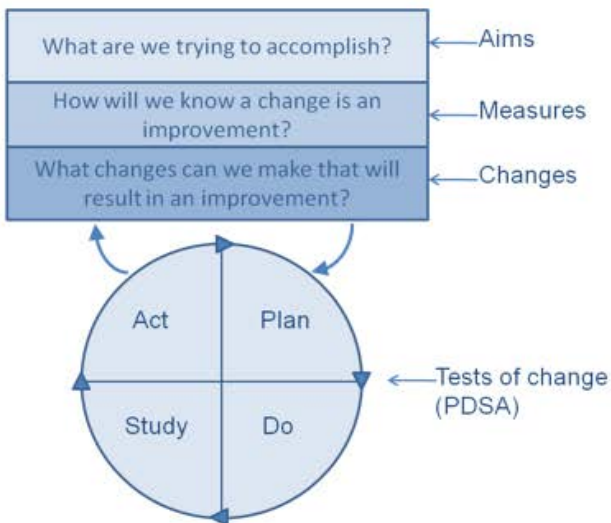 What are we trying to accomplish?
Aims
How will we know a change is an
improvement?
Measures
What changes can we make that will
result in an improvement?
Changes
Act
Plan
Study
Do
Tests of change
(PDSA)